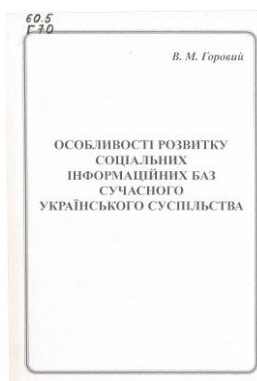 60.5
Г70
В. М. Горовий
ОСОБЛИВОСТІ РОЗВИТКУ
СОЦІАЛЬНИХ
ІНФОРМАЦІЙНИХ БАЗ
СУЧАСНОГО
УКРАЇНСЬКОГО СУСПІЛЬСТВА